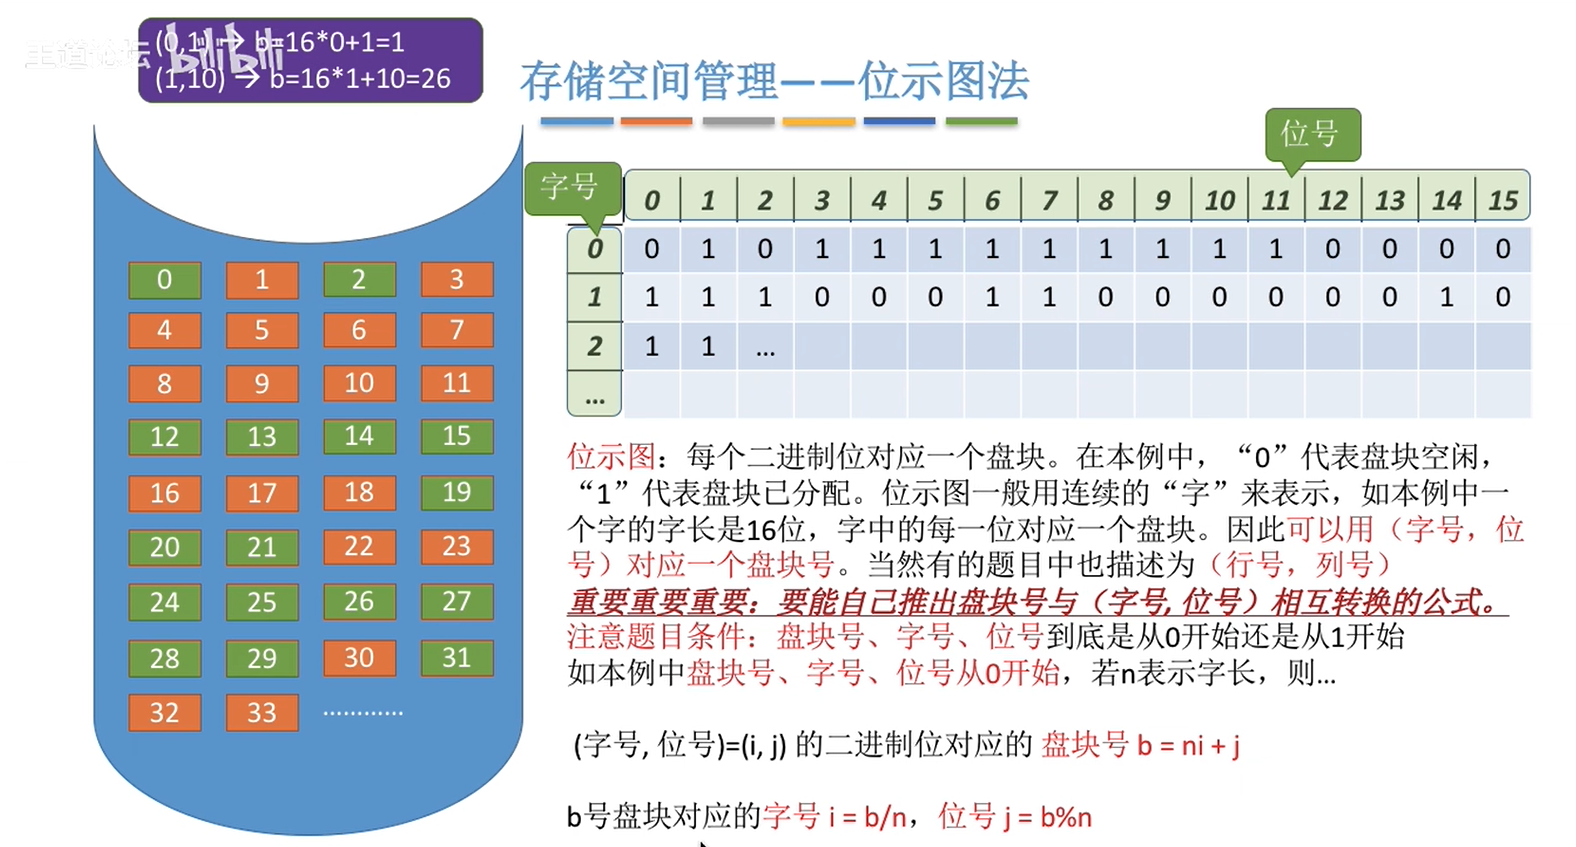 王道论坛 bilibili
(0,1) → b=16*0+1=1
(1,10) → b=16*1+10=26
存储空间管理——位示图法
位号
字号
0 1 2 3 4 5 6 7 8 9 10 11 12 13 14 15
0 0 1 0 1 1 1 1 1 1 1 1 1 0 0 0 0
1 1 1 1 0 0 0 1 1 0 0 0 0 0 0 1 0
2 1 1 ...
...
0 1 2 3
4 5 6 7
8 9 10 11
12 13 14 15
16 17 18 19
20 21 22 23
24 25 26 27
28 29 30 31
32 33 …………
位示图：每个二进制位对应一个盘块。在本例中，“0”代表盘块空闲，
“1”代表盘块已分配。位示图一般用连续的“字”来表示，如本例中一
个字的字长是16位，字中的每一位对应一个盘块。因此可以用（字号，位
号）对应一个盘块号。当然有的题目中也描述为（行号，列号）
重要重要重要：要能自己推出盘块号与（字号, 位号）相互转换的公式。
注意题目条件：盘块号、字号、位号到底是从0开始还是从1开始
如本例中盘块号、字号、位号从0开始，若n表示字长，则...
(字号, 位号)=(i, j) 的二进制位对应的 盘块号 b = ni + j
b号盘块对应的字号 i = b/n，位号 j = b%n